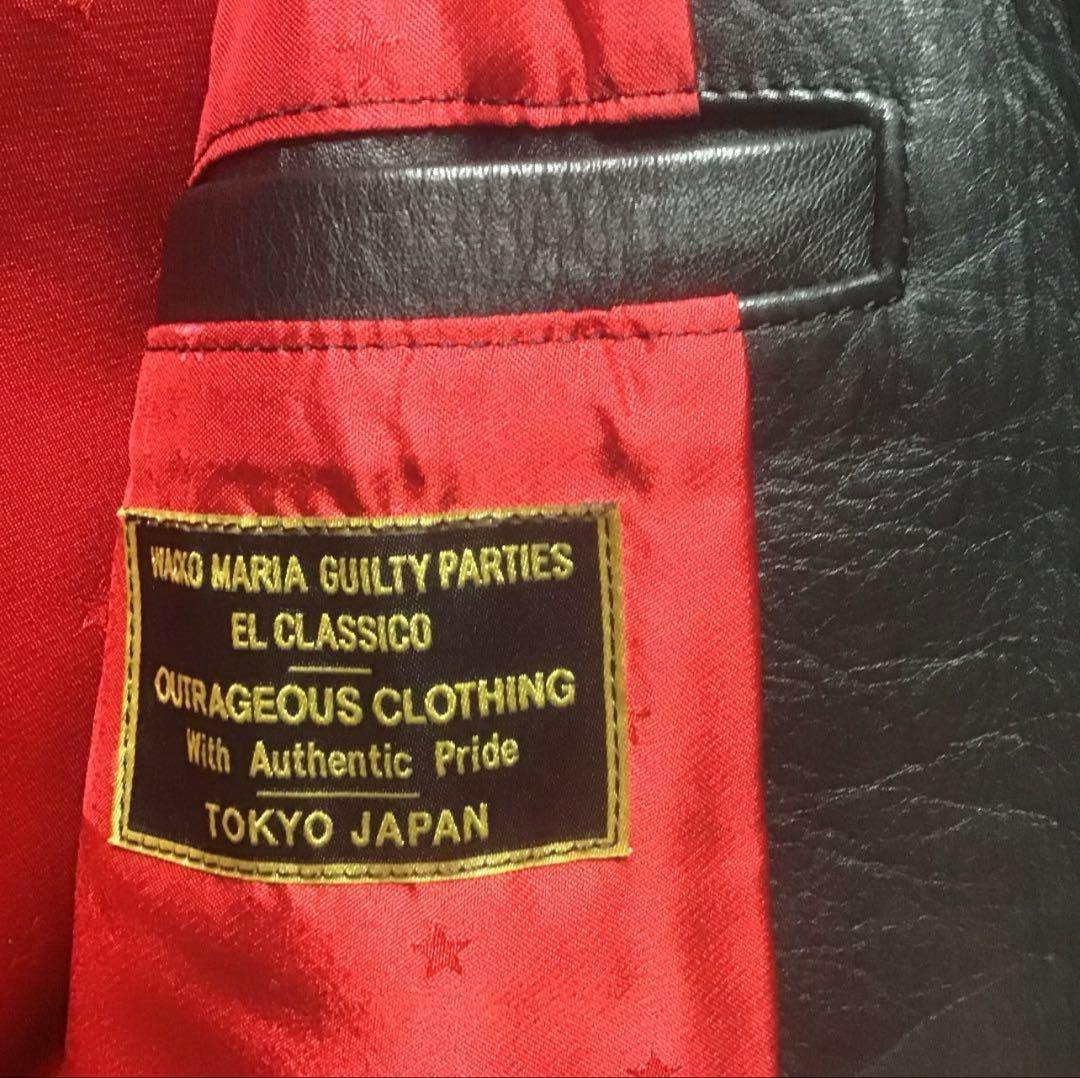 WACKO MARIA GUILTY PARTIES
EL CLASSICO
OUTRAGEOUS CLOTHING
With Authentic Pride
TOKYO JAPAN